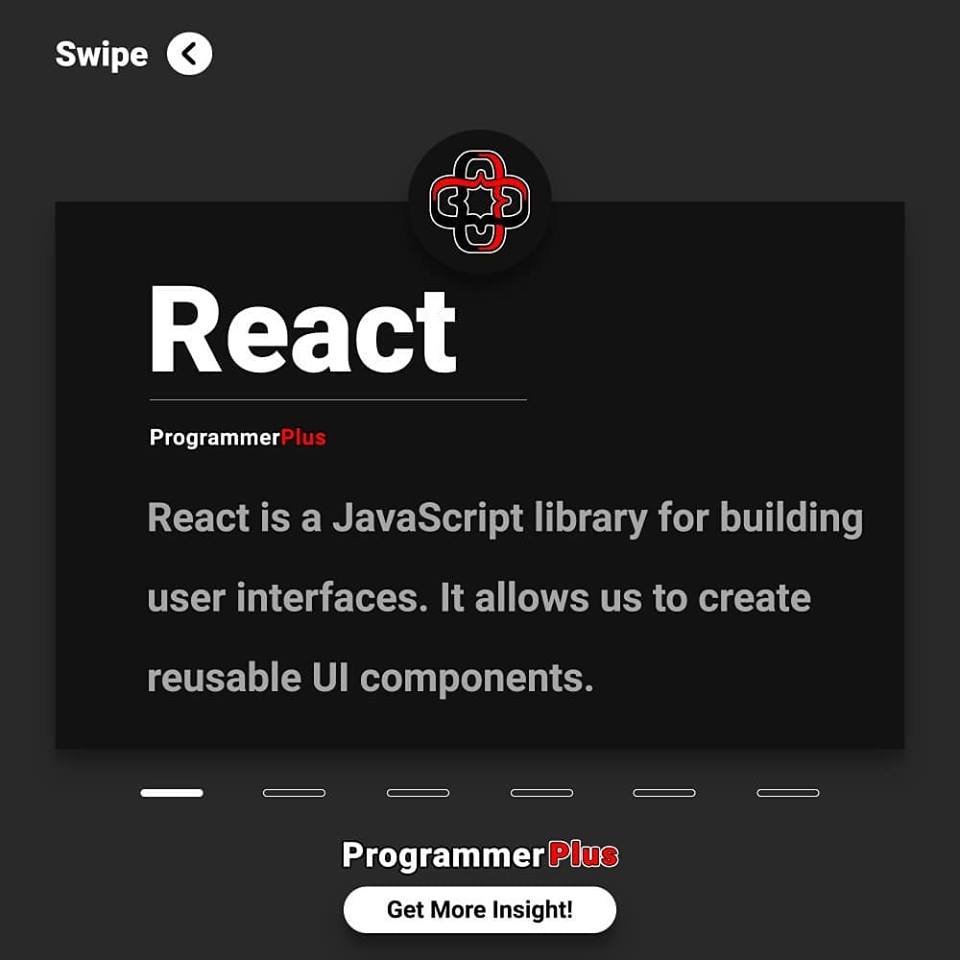 Swipe
React
ProgrammerPlus
React is a JavaScript library for building
user interfaces. It allows us to create
reusable UI components.
ProgrammerPlus
Get More Insight!